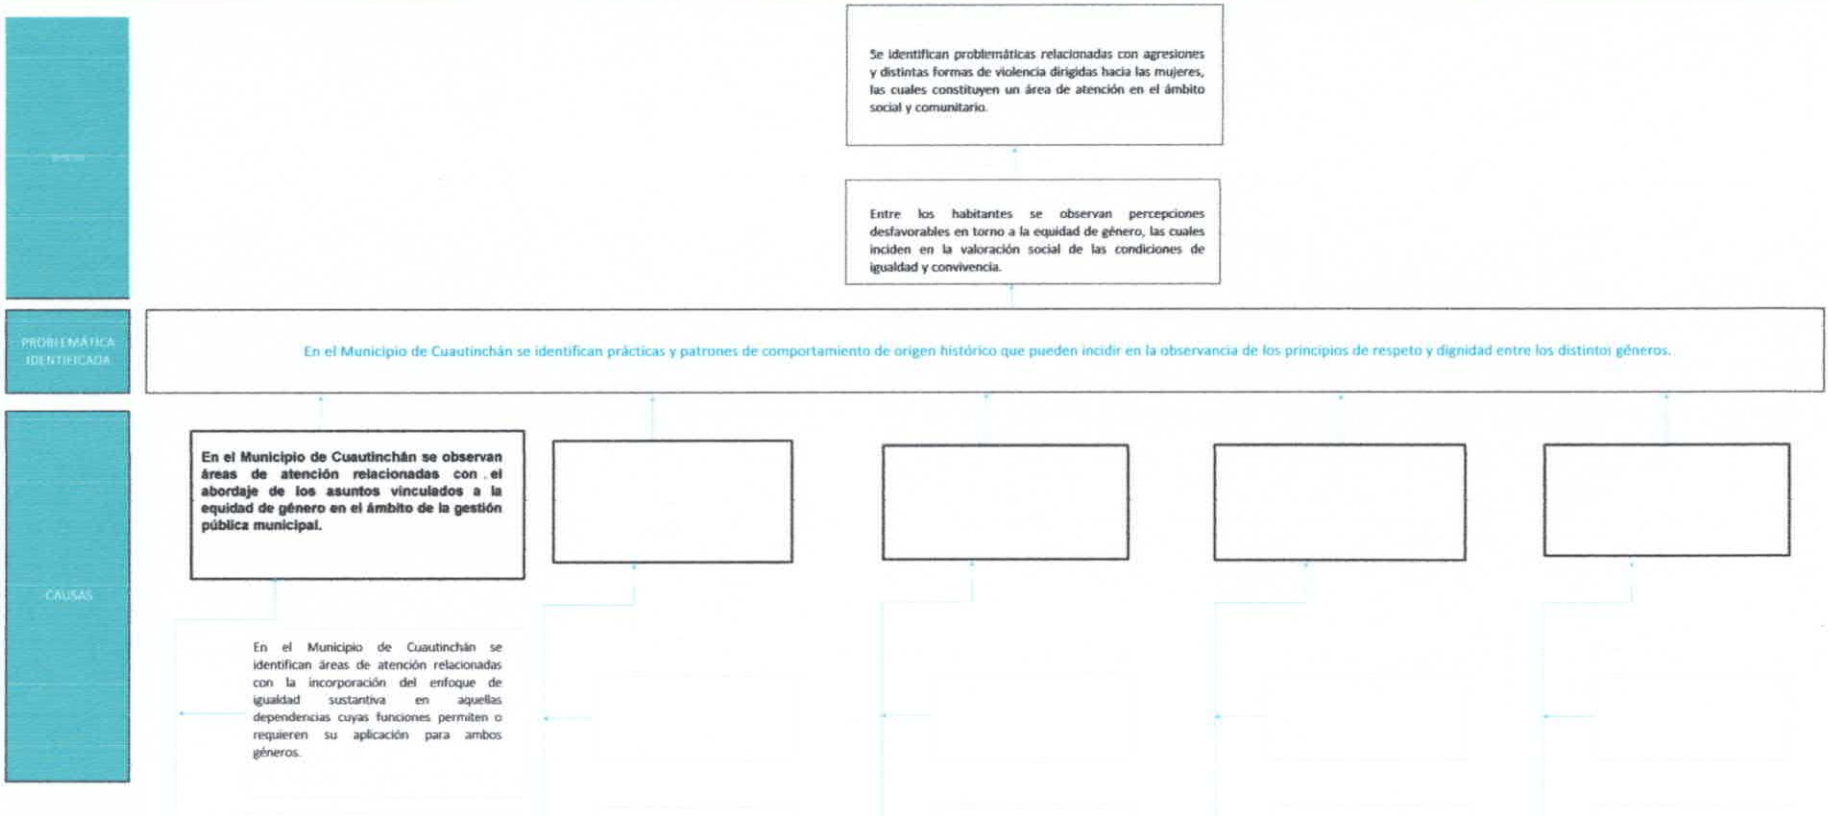 Se identifican problemáticas relacionadas con agresiones
y distintas formas de violencia dirigidas hacia las mujeres,
las cuales constituyen un área de atención en el ámbito
social y comunitario.
Entre los habitantes se observan percepciones
desfavorables en torno a la equidad de género, las cuales
inciden en la valoración social de las condiciones de
igualdad y convivencia.
PROBLEMÁTICA
IDENTIFICADA
En el Municipio de Cuautinchán se identifican prácticas y patrones de comportamiento de origen histórico que pueden incidir en la observancia de los principios de respeto y dignidad entre los distintos géneros.
CAUSAS
En el Municipio de Cuautinchán se observan
áreas de atención relacionadas con el
abordaje de los asuntos vinculados a la
equidad de género en el ámbito de la gestión
pública municipal.
En el Municipio de Cuautinchán se
identifican áreas de atención relacionadas
con la incorporación del enfoque de
igualdad sustantiva en aquellas
dependencias cuyas funciones permiten o
requieren su aplicación para ambos
géneros.